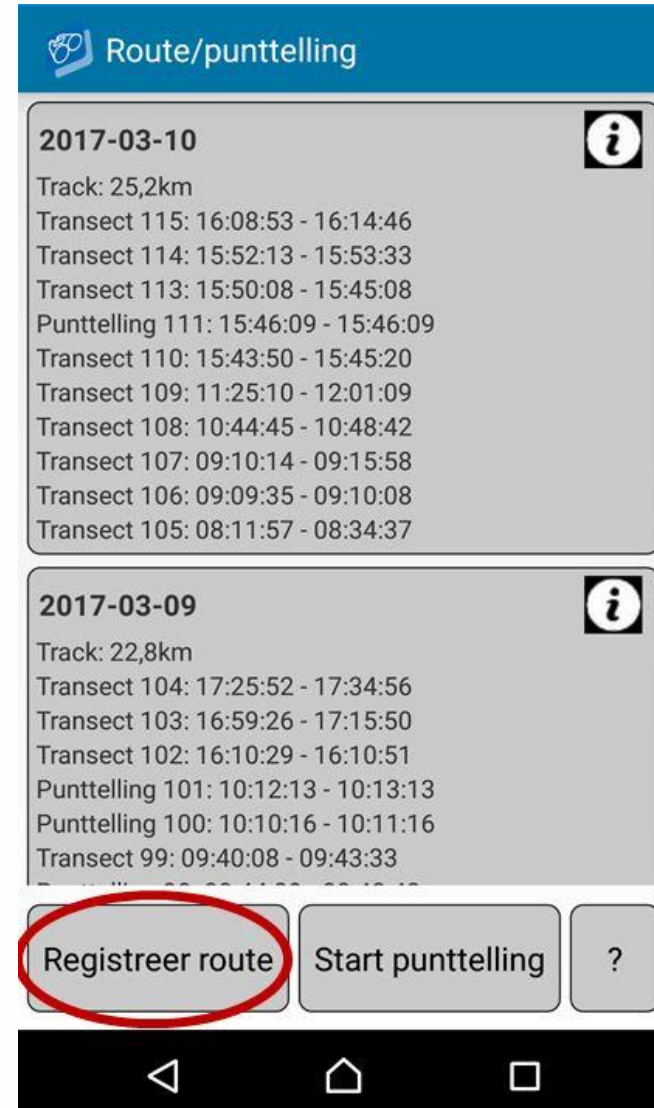 Route/punttelling
2017-03-10
Track: 25,2km
Transect 115: 16:08:53 - 16:14:46
Transect 114: 15:52:13 - 15:53:33
Transect 113: 15:50:08 - 15:45:08
Punttelling 111: 15:46:09 - 15:46:09
Transect 110: 15:43:50 - 15:45:20
Transect 109: 11:25:10 - 12:01:09
Transect 108: 10:44:45 - 10:48:42
Transect 107: 09:10:14 - 09:15:58
Transect 106: 09:09:35 - 09:10:08
Transect 105: 08:11:57 - 08:34:37
2017-03-09
Track: 22,8km
Transect 104: 17:25:52 - 17:34:56
Transect 103: 16:59:26 - 17:15:50
Transect 102: 16:10:29 - 16:10:51
Punttelling 101: 10:12:13 - 10:13:13
Punttelling 100: 10:10:16 - 10:11:16
Transect 99: 09:40:08 - 09:43:33
Registreer route
Start punttelling
?